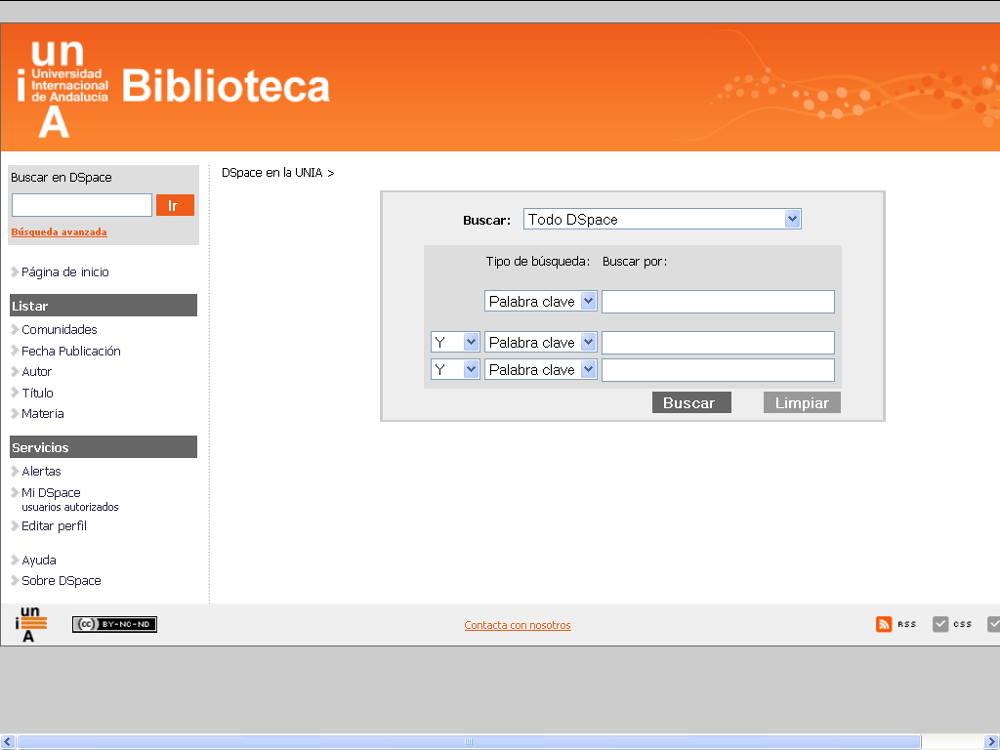 un
i Universidad
Internacional
de Andalucía
A
Biblioteca
Buscar en DSpace
Ir
Búsqueda avanzada
Página de inicio
Listar
Comunidades
Fecha Publicación
Autor
Título
Materia
Servicios
Alertas
Mi DSpace
usuarios autorizados
Editar perfil
Ayuda
Sobre DSpace
DSpace en la UNIA >
Buscar: Todo DSpace
Tipo de búsqueda: Buscar por:
Palabra clave
Y Palabra clave
Y Palabra clave
Buscar Limpiar
un
i
A
(cc) BY-NC-ND
Contacta con nosotros
RSS
CSS